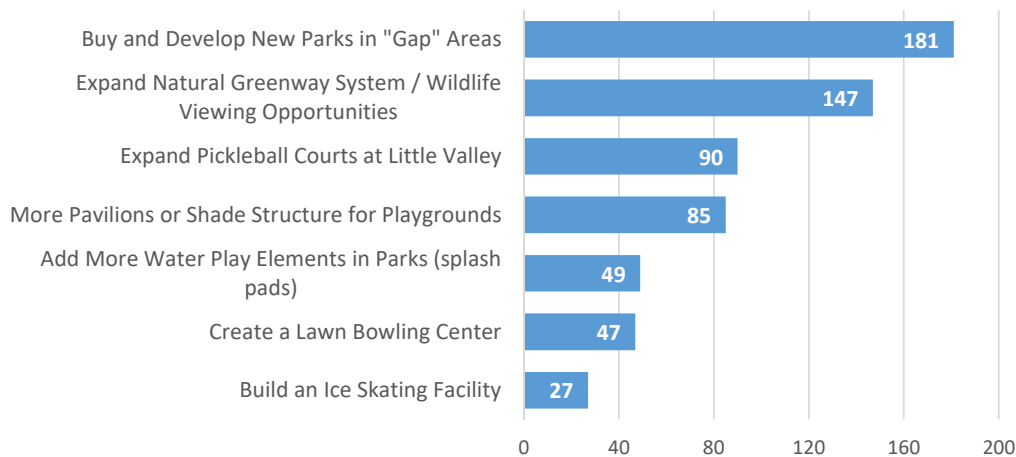 Buy and Develop New Parks in "Gap" Areas
181
Expand Natural Greenway System / Wildlife
Viewing Opportunities
147
Expand Pickleball Courts at Little Valley
90
More Pavilions or Shade Structure for Playgrounds
85
Add More Water Play Elements in Parks (splash
pads)
49
Create a Lawn Bowling Center
47
Build an Ice Skating Facility
27
0 40 80 120 160 200